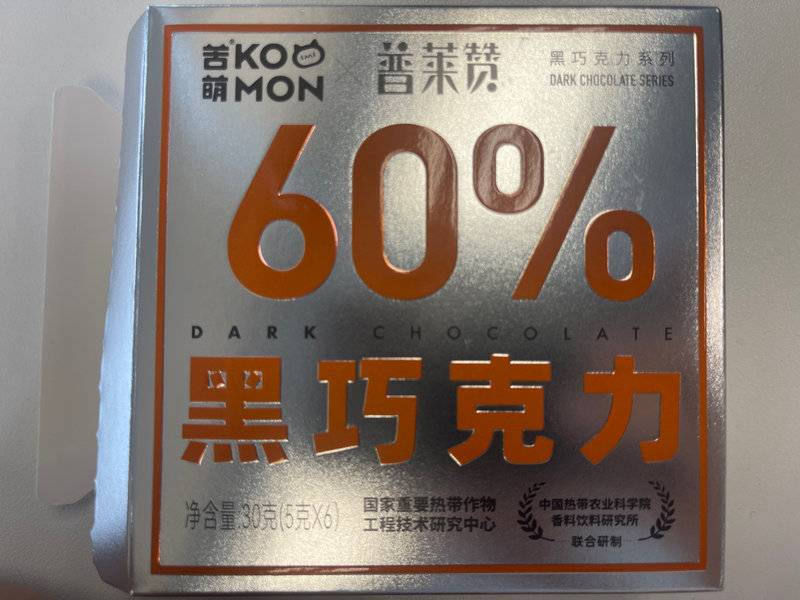 苦®KO
萌MON
×
普莱赞
黑巧克力系列
DARK CHOCOLATE SERIES
60%
DARK CHOCOLATE
黑巧克力
净含量:30克(5克X6)
国家重要热带作物
工程技术研究中心
中国热带农业科学院
香料饮料研究所
联合研制